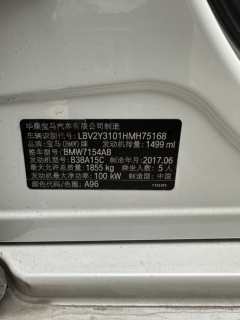 华晨宝马汽车有限公司制造
车辆识别代号: LBV2Y3101HMH75168
品牌: 宝马(BMW)牌 发动机排量: 1499 ml
整车型号: BMW7154AB
发动机型号: B38A15C 制造年月: 2017.06
最大允许总质量: 1855 kg 乘坐人数: 5 人
发动机最大功率: 100 kW 制造国: 中国
颜色代码/色图: A96